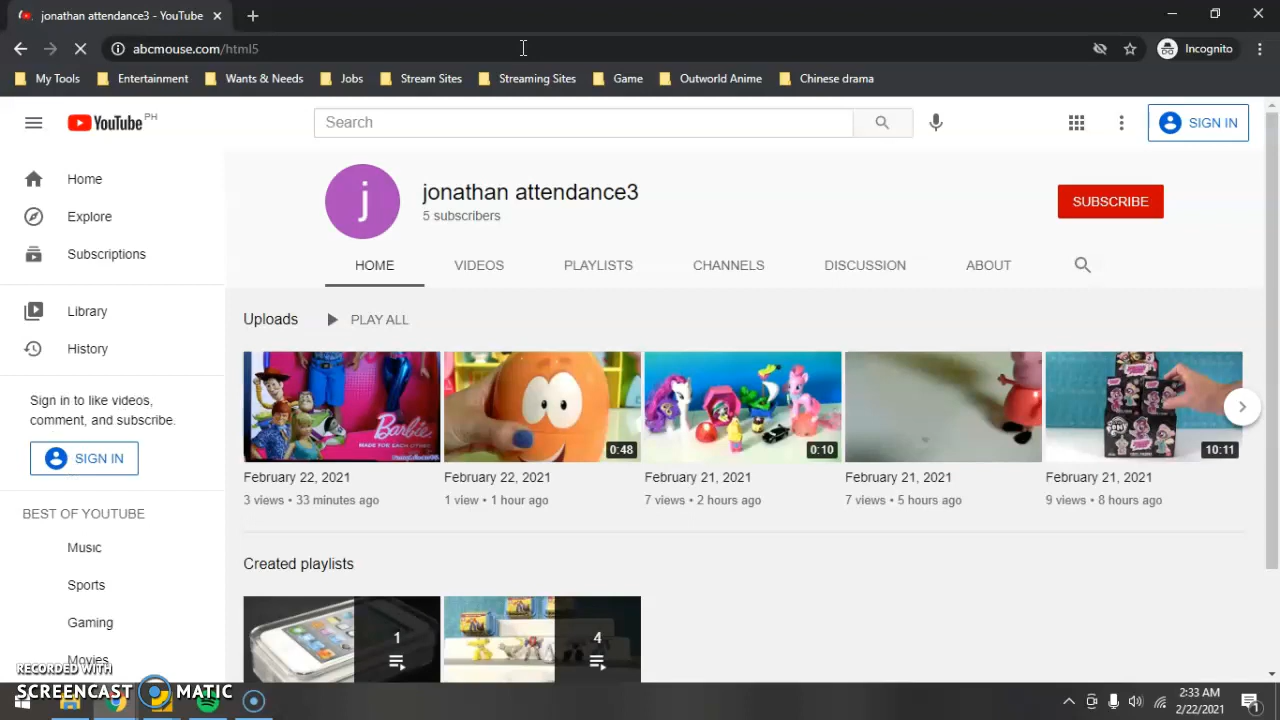 jonathan attendance3 - YouTube
abcmouse.com/html5
Incognito
My Tools Entertainment Wants & Needs Jobs Stream Sites Streaming Sites Game Outworld Anime Chinese drama
YouTube PH
Search
SIGN IN
Home
Explore
Subscriptions
Library
History
Sign in to like videos,
comment, and subscribe.
SIGN IN
BEST OF YOUTUBE
Music
Sports
Gaming
Movies
j
jonathan attendance3
5 subscribers
SUBSCRIBE
HOME VIDEOS PLAYLISTS CHANNELS DISCUSSION ABOUT
Uploads PLAY ALL
Barbie
MADE FOR EACH OTHER
0:48
0:10
10:11
February 22, 2021
3 views • 33 minutes ago
February 22, 2021
1 view • 1 hour ago
February 21, 2021
7 views • 2 hours ago
February 21, 2021
7 views • 5 hours ago
February 21, 2021
9 views • 8 hours ago
Created playlists
1
4
RECORDED WITH
SCREENCAST MATIC
2:33 AM
2/22/2021
1